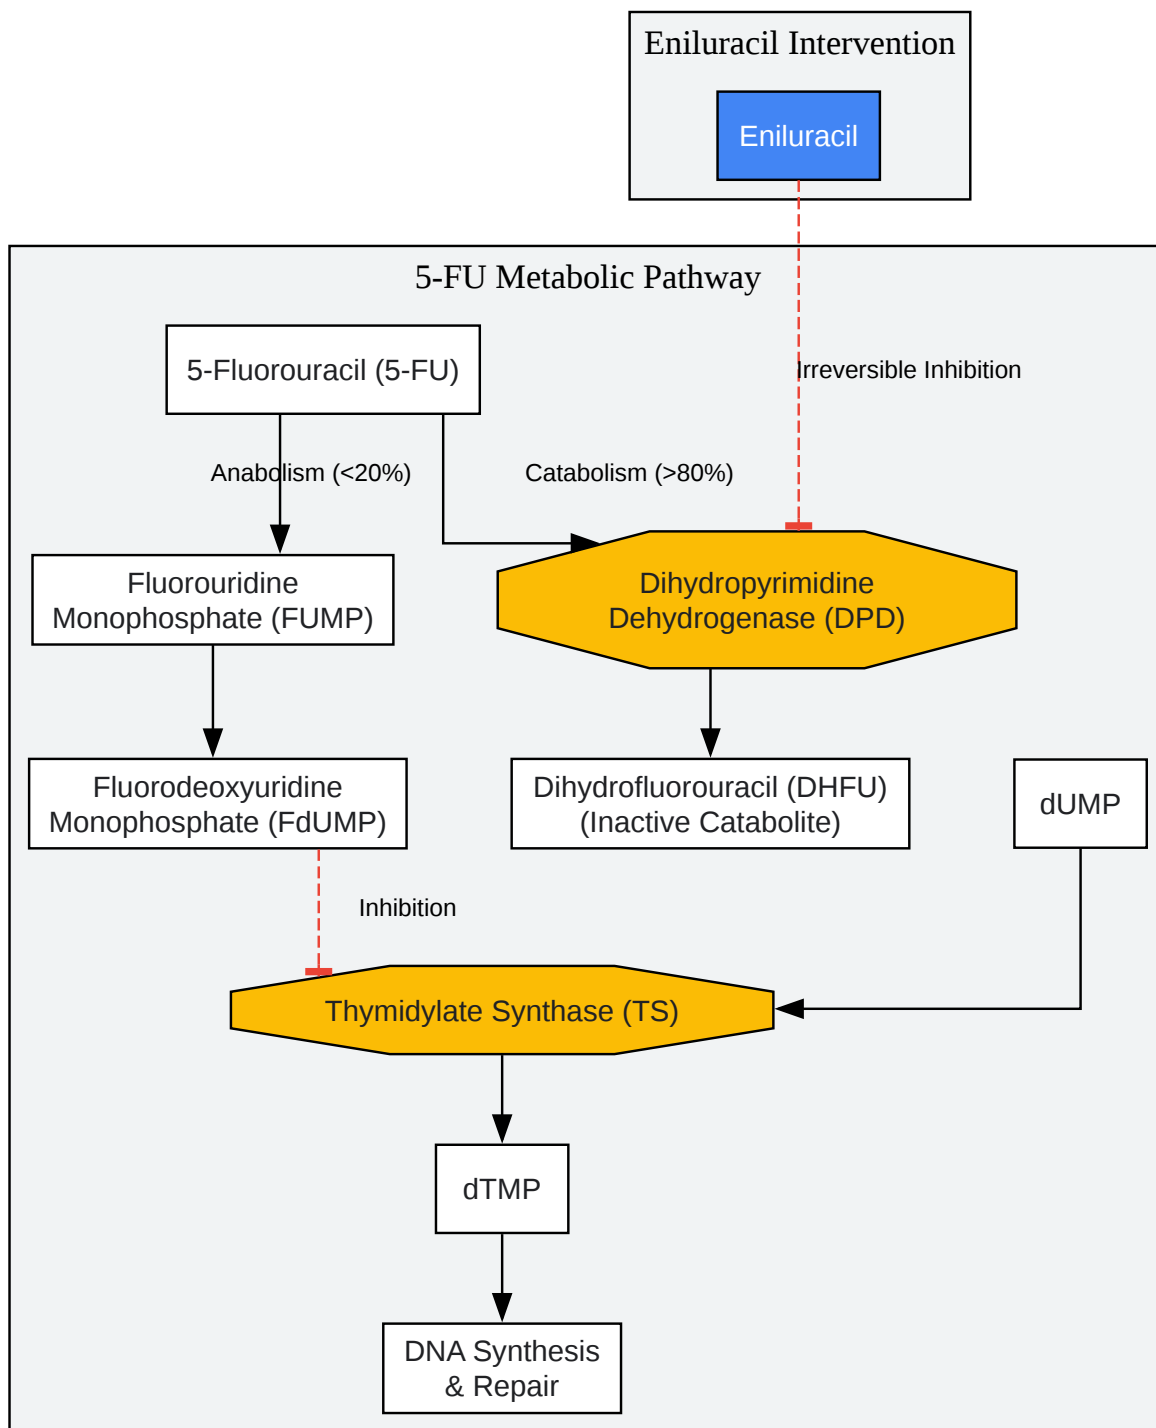 Eniluracil Intervention
Eniluracil
5-FU Metabolic Pathway
5-Fluorouracil (5-FU)
Irreversible Inhibition
Anabolism (<20%)
Catabolism (>80%)
Fluorouridine
Monophosphate (FUMP)
Dihydropyrimidine
Dehydrogenase (DPD)
Fluorodeoxyuridine
Monophosphate (FdUMP)
Dihydrofluorouracil (DHFU)
(Inactive Catabolite)
dUMP
Inhibition
Thymidylate Synthase (TS)
dTMP
DNA Synthesis
& Repair